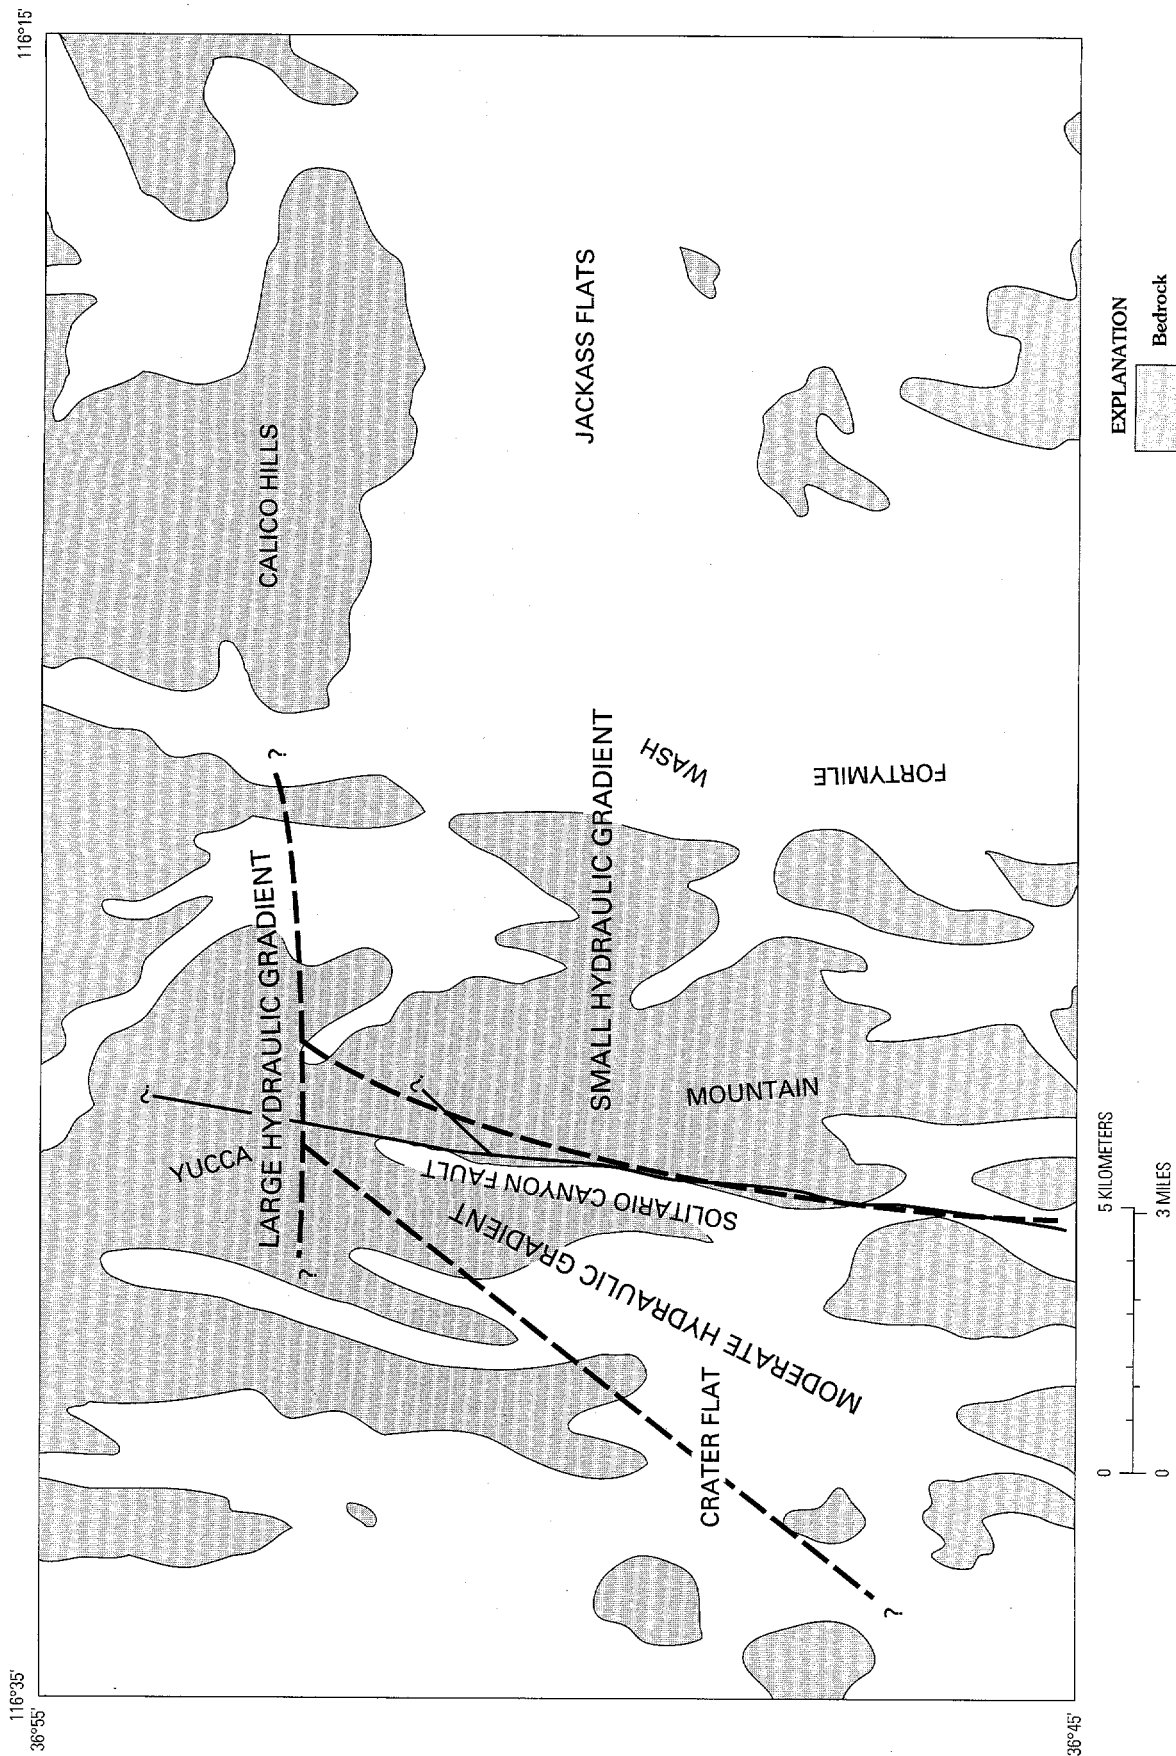 116°35'
116°15'
36°55'
CALICO HILLS
YUCCA
LARGE HYDRAULIC GRADIENT
?
?
?
?
SOLITARIO CANYON FAULT
MODERATE HYDRAULIC GRADIENT
SMALL HYDRAULIC GRADIENT
JACKASS FLATS
WASH
MOUNTAIN
CRATER FLAT
FORTYMILE
?
36°45'
0 5 KILOMETERS
0 3 MILES
EXPLANATION
Bedrock